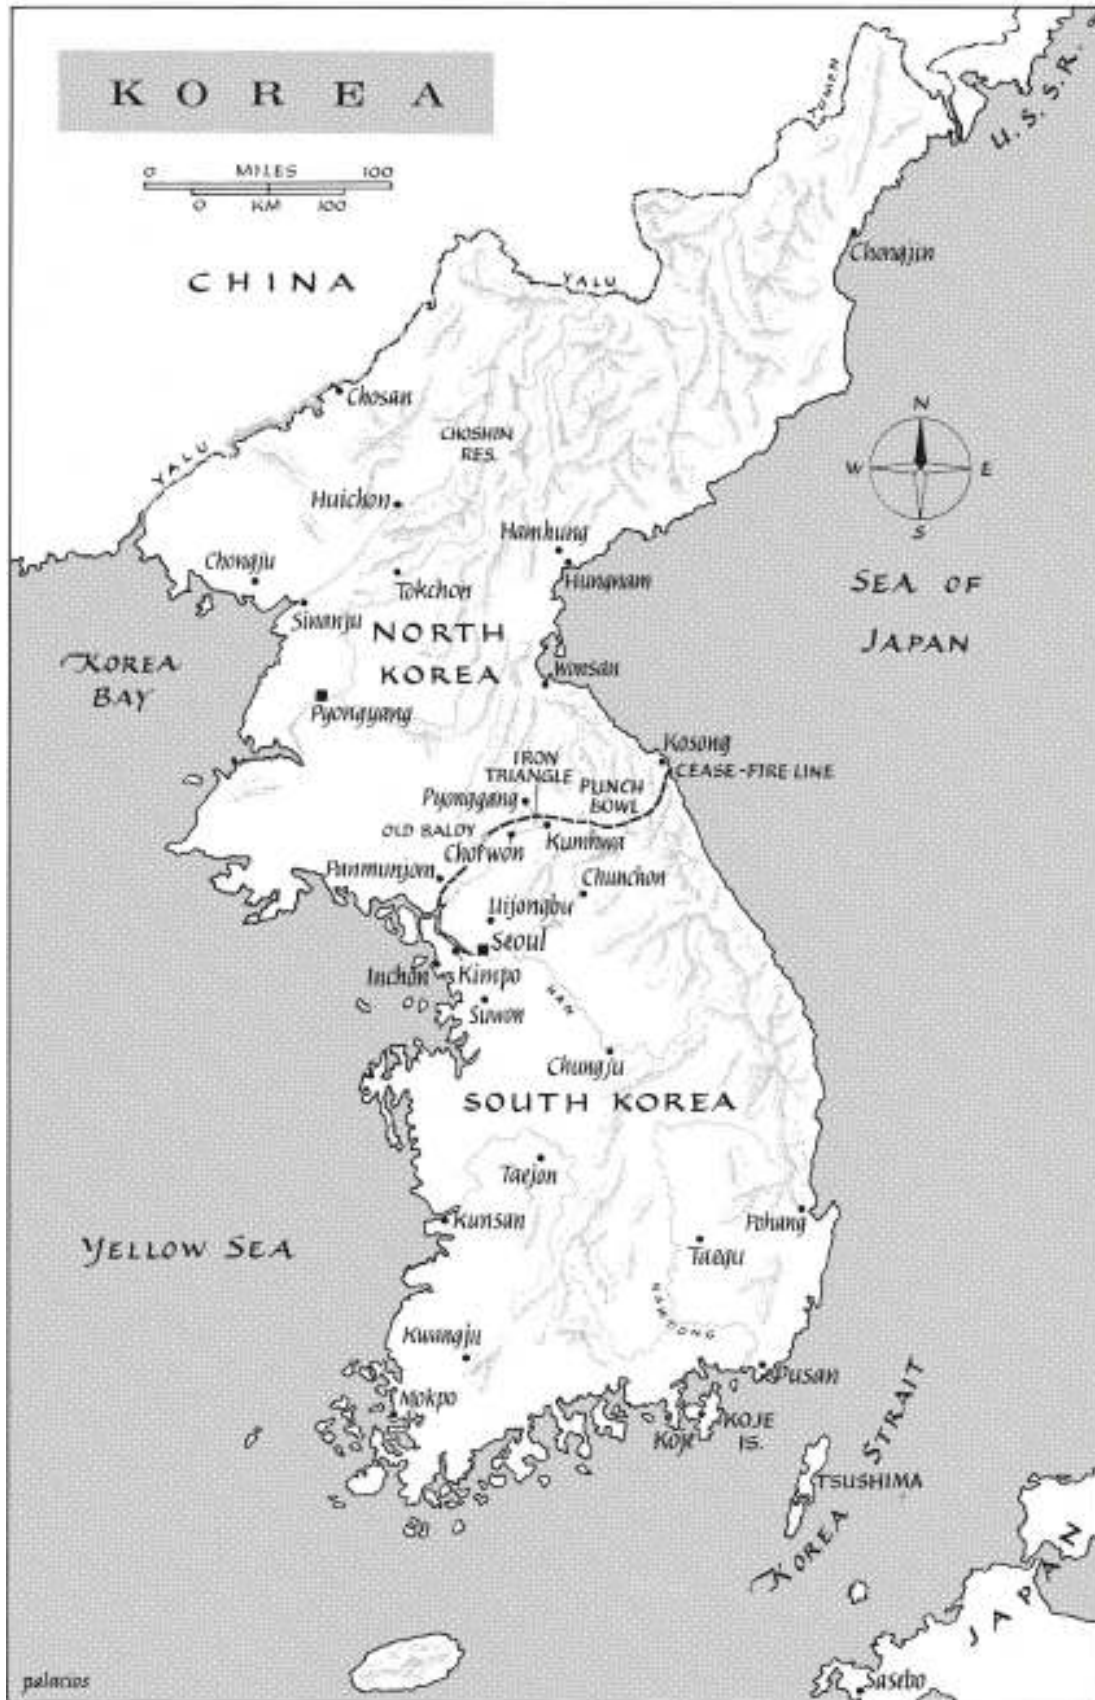 KOREA
0 MILES 100
0 KM 100
TUMEN
U.S.S.R.
CHINA
Chongjin
YALU
Chosan
CHOSHIN
RES.
N
W E
S
YALU
Huichon
Hamhung
Chongju
Tokchon
Hungnam
Sinanju
SEA OF
JAPAN
NORTH
KOREA
KOREA
BAY
Wonsan
Pyongyang
Kosong
IRON
TRIANGLE
CEASE-FIRE LINE
PUNCH
BOWL
Pyonggang
OLD BALDY
Chorwon
Kumhwa
Panmunjom
Chunchon
Uijongbu
Seoul
Inchon
Kimpo
Suwon
HAN
Chungju
SOUTH KOREA
Taejon
Kunsan
Pohang
YELLOW SEA
Taegu
NAKTONG
Kwangju
Pusan
Mokpo
Koje
KOJE
IS.
KOREA STRAIT
TSUSHIMA
JAPAN
palacios
Sasebo